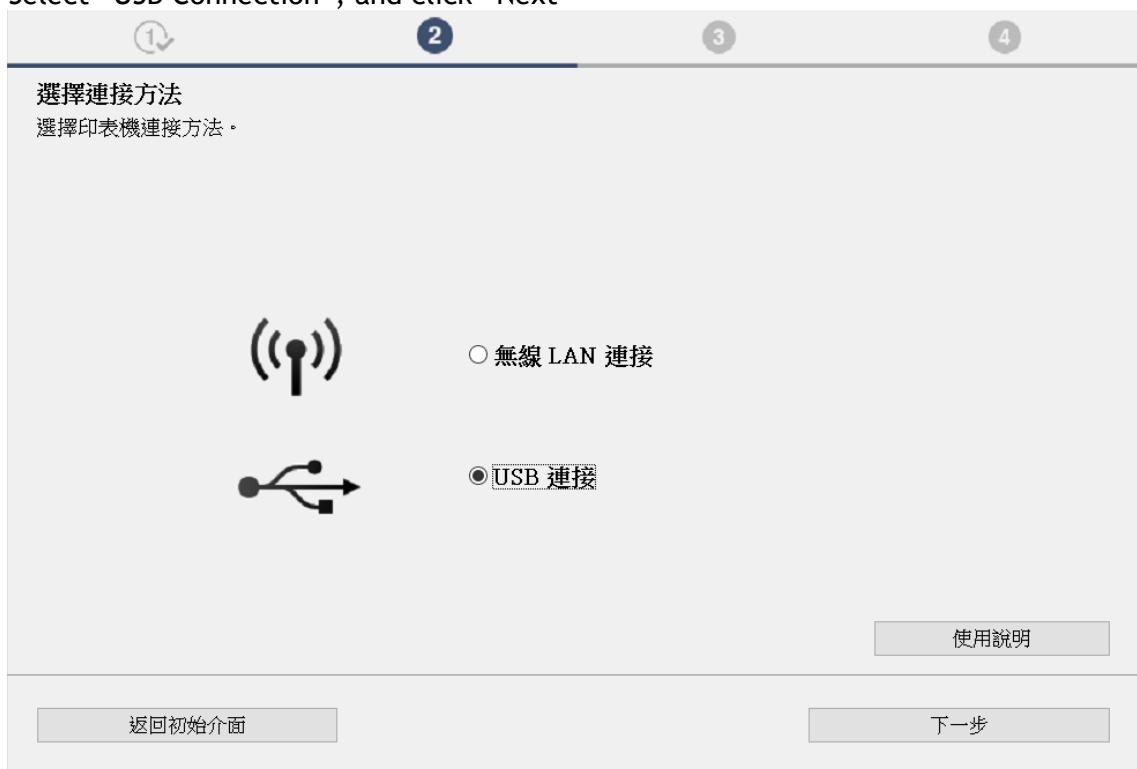 Select "USB Connection", and click "Next"
1
2
3
4
選擇連接方法
選擇印表機連接方法。
無線 LAN 連接
USB 連接
使用說明
返回初始介面
下一步